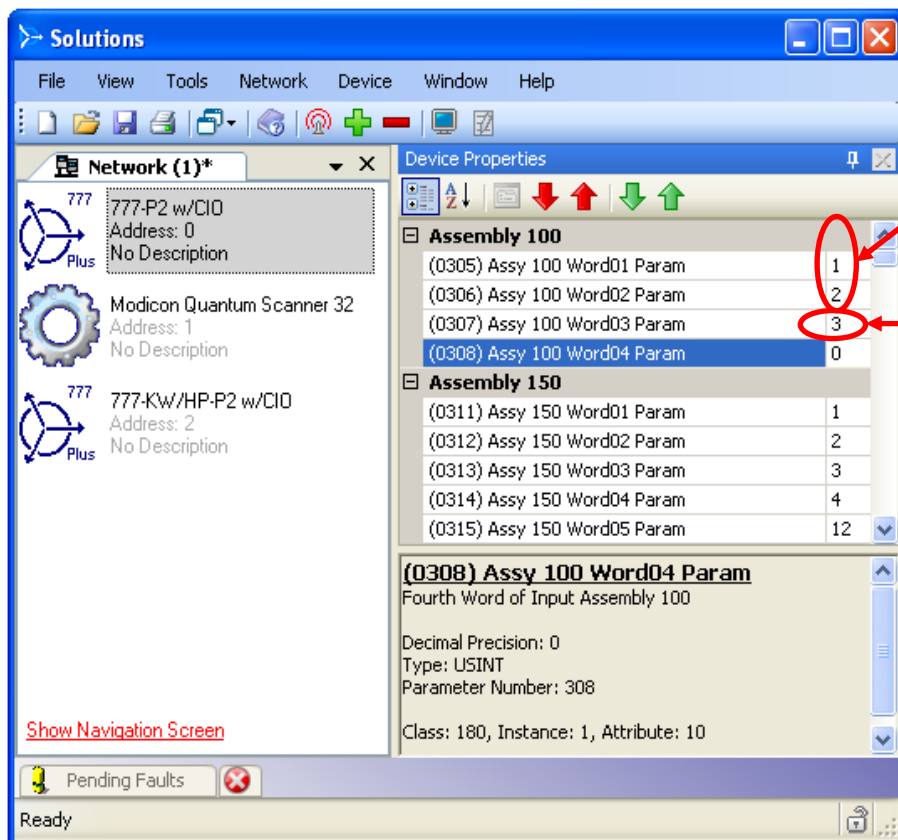 Solutions
File View Tools Network Device Window Help
Network (1)*
777
Plus
777-P2 w/CIO
Address: 0
No Description
Modicon Quantum Scanner 32
Address: 1
No Description
777
Plus
777-KW/HP-P2 w/CIO
Address: 2
No Description
Show Navigation Screen
Device Properties
A
Z
Assembly 100
(0305) Assy 100 Word01 Param 1
(0306) Assy 100 Word02 Param 2
(0307) Assy 100 Word03 Param 3
(0308) Assy 100 Word04 Param 0
Assembly 150
(0311) Assy 150 Word01 Param 1
(0312) Assy 150 Word02 Param 2
(0313) Assy 150 Word03 Param 3
(0314) Assy 150 Word04 Param 4
(0315) Assy 150 Word05 Param 12
(0308) Assy 100 Word04 Param
Fourth Word of Input Assembly 100
Decimal Precision: 0
Type: USINT
Parameter Number: 308
Class: 180, Instance: 1, Attribute: 10
Pending Faults
Ready